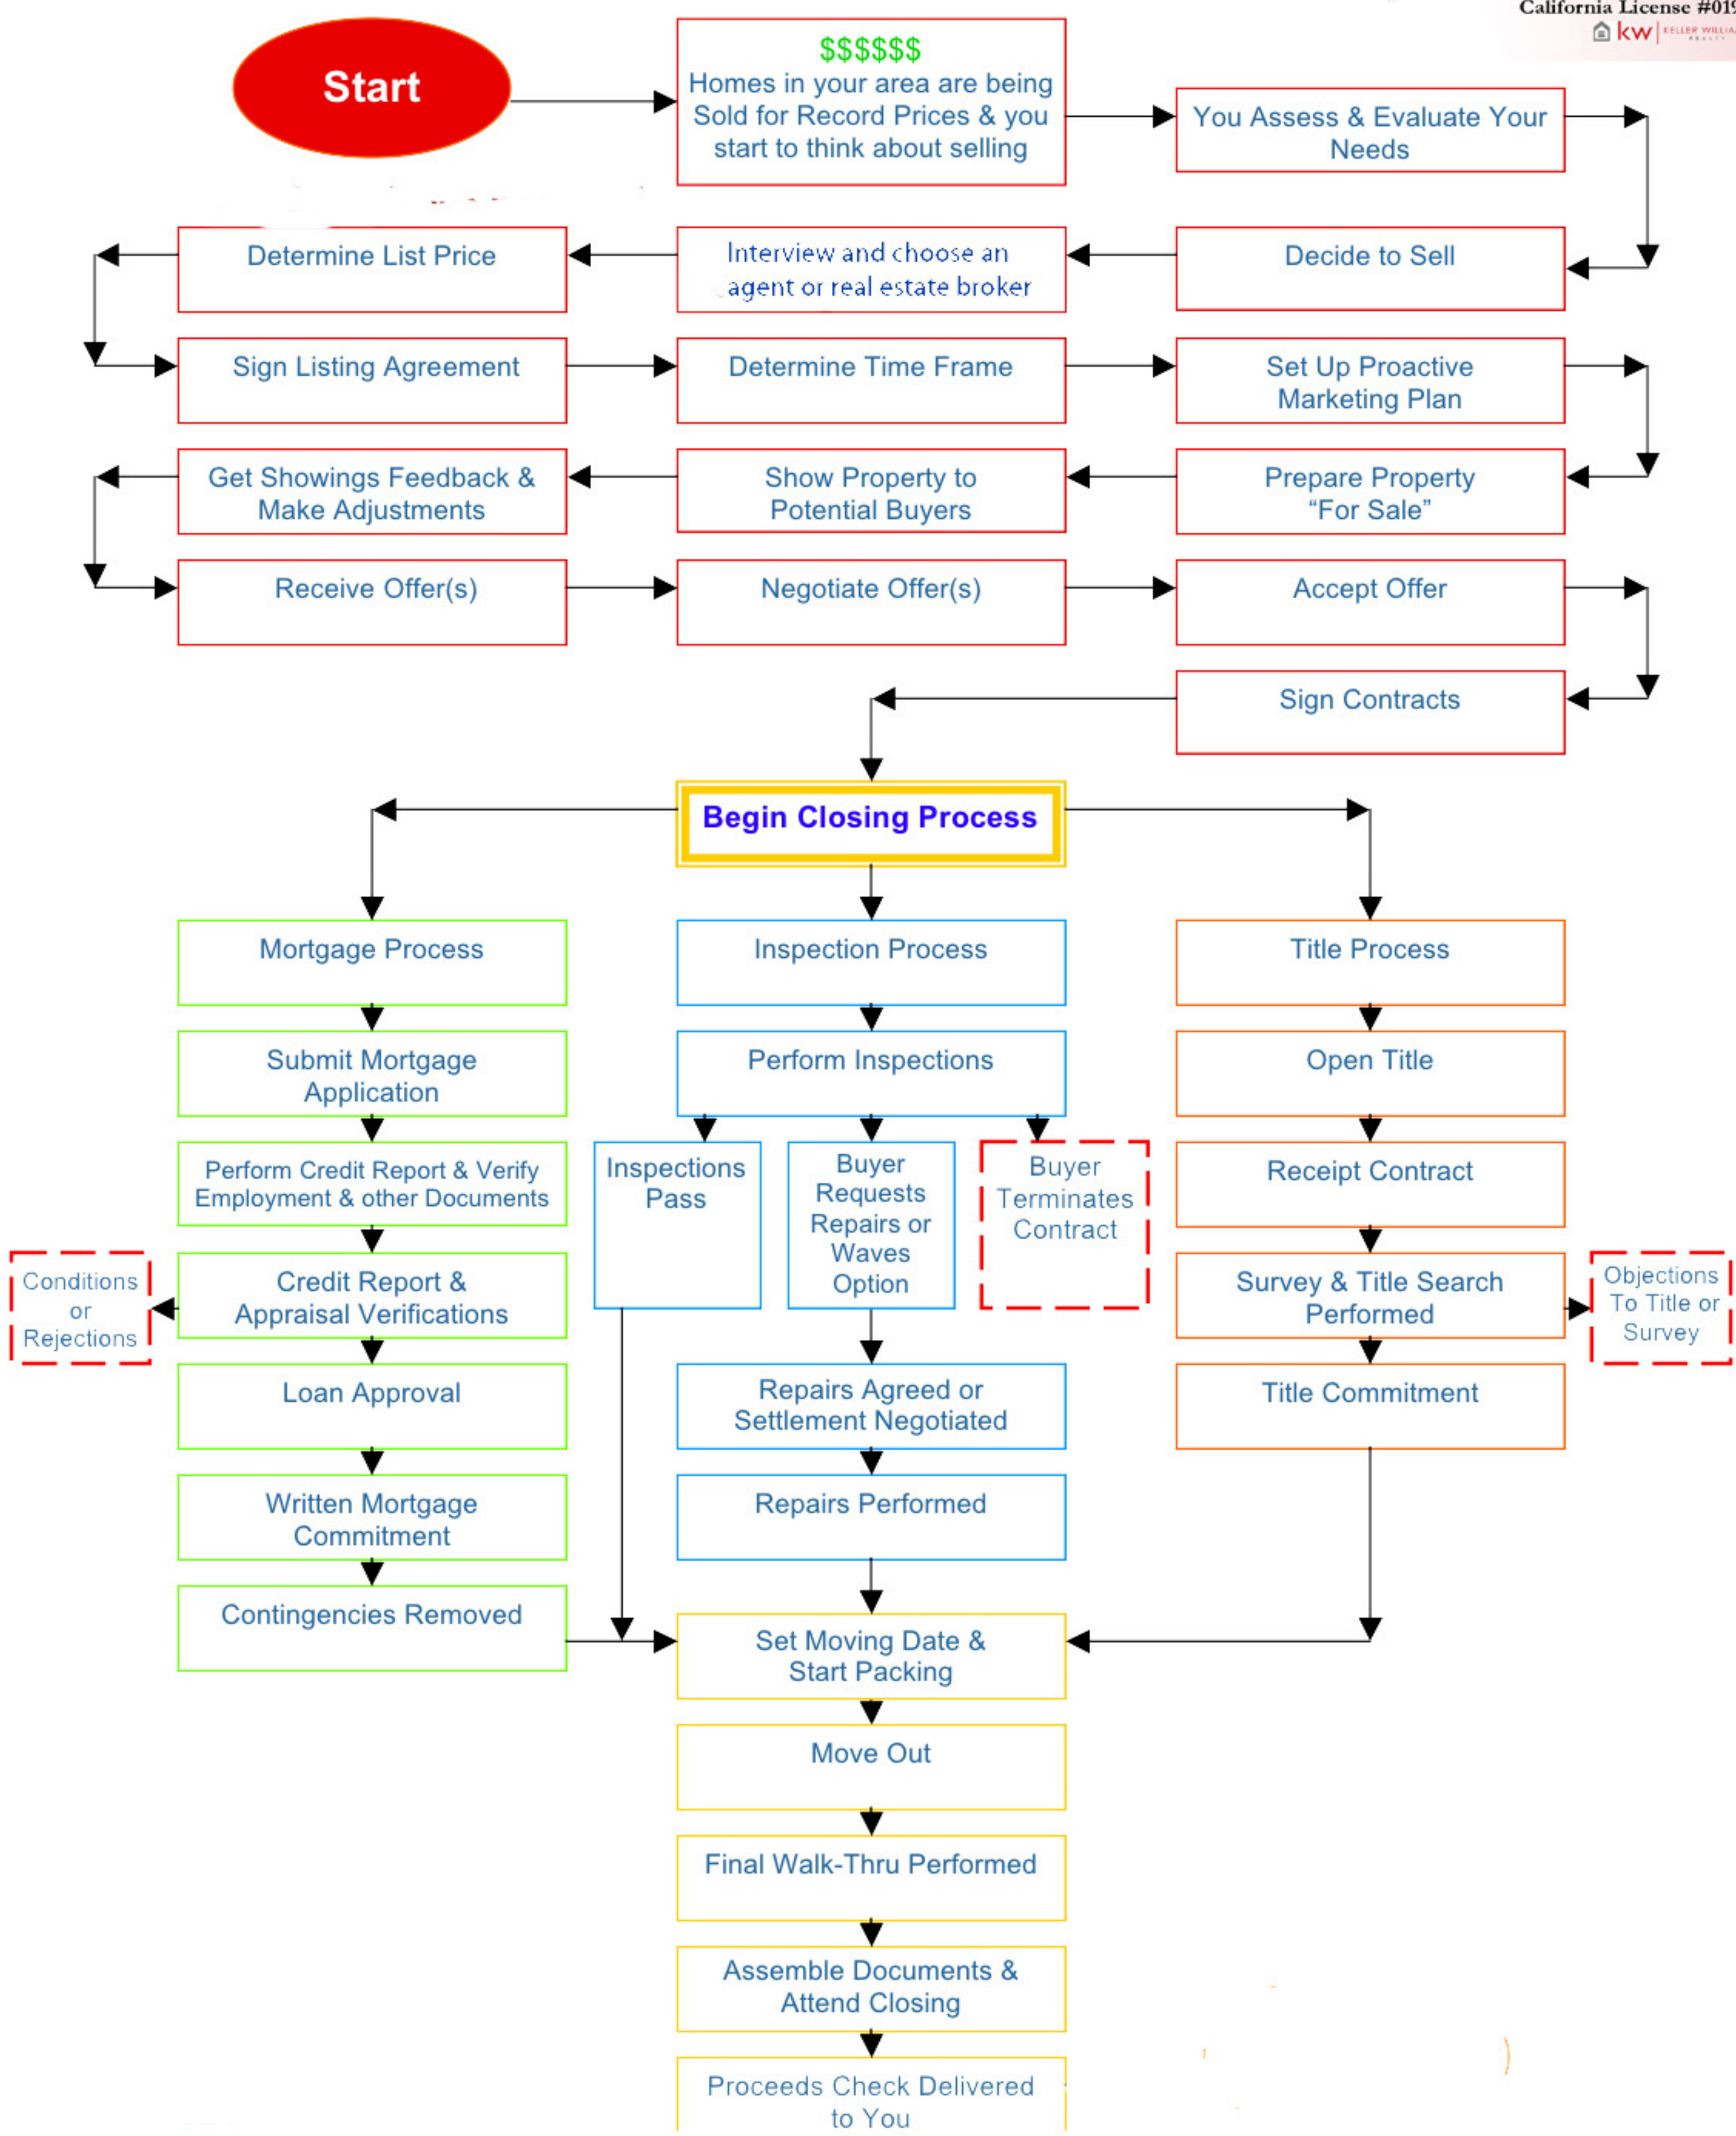 California License #019
kw KELLER WILLIA
REALTY
Start
$$$$$$
Homes in your area are being
Sold for Record Prices & you
start to think about selling
You Assess & Evaluate Your
Needs
Determine List Price
Interview and choose an
agent or real estate broker
Decide to Sell
Sign Listing Agreement
Determine Time Frame
Set Up Proactive
Marketing Plan
Get Showings Feedback &
Make Adjustments
Show Property to
Potential Buyers
Prepare Property
“For Sale”
Receive Offer(s)
Negotiate Offer(s)
Accept Offer
Sign Contracts
Begin Closing Process
Mortgage Process
Inspection Process
Title Process
Submit Mortgage
Application
Perform Inspections
Open Title
Perform Credit Report & Verify
Employment & other Documents
Inspections
Pass
Buyer
Requests
Repairs or
Waves
Option
Buyer
Terminates
Contract
Receipt Contract
Conditions
or
Rejections
Credit Report &
Appraisal Verifications
Survey & Title Search
Performed
Objections
To Title or
Survey
Loan Approval
Repairs Agreed or
Settlement Negotiated
Title Commitment
Written Mortgage
Commitment
Repairs Performed
Contingencies Removed
Set Moving Date &
Start Packing
Move Out
Final Walk-Thru Performed
Assemble Documents &
Attend Closing
Proceeds Check Delivered
to You